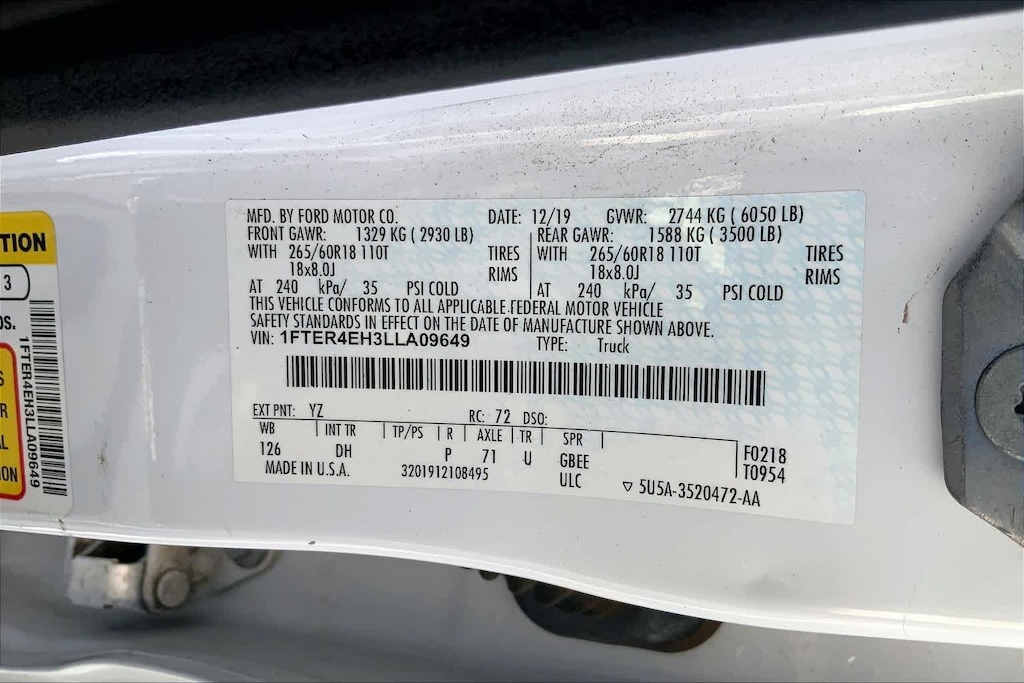 MFD. BY FORD MOTOR CO. DATE: 12/19 GVWR: 2744 KG ( 6050 LB)
FRONT GAWR: 1329 KG ( 2930 LB) REAR GAWR: 1588 KG ( 3500 LB)
WITH 265/60R18 110T TIRES WITH 265/60R18 110T TIRES
18x8.0J RIMS 18x8.0J RIMS
AT 240 kPa/ 35 PSI COLD AT 240 kPa/ 35 PSI COLD
THIS VEHICLE CONFORMS TO ALL APPLICABLE FEDERAL MOTOR VEHICLE
SAFETY STANDARDS IN EFFECT ON THE DATE OF MANUFACTURE SHOWN ABOVE.
VIN: 1FTER4EH3LLA09649 TYPE: Truck
EXT PNT: YZ RC: 72 DSO:
WB INT TR TP/PS R AXLE TR SPR F0218
126 DH P 71 U GBEE T0954
MADE IN U.S.A. 3201912108495 ULC ▽ 5U5A-3520472-AA
TION
3
1FTER4EH3LLA09649